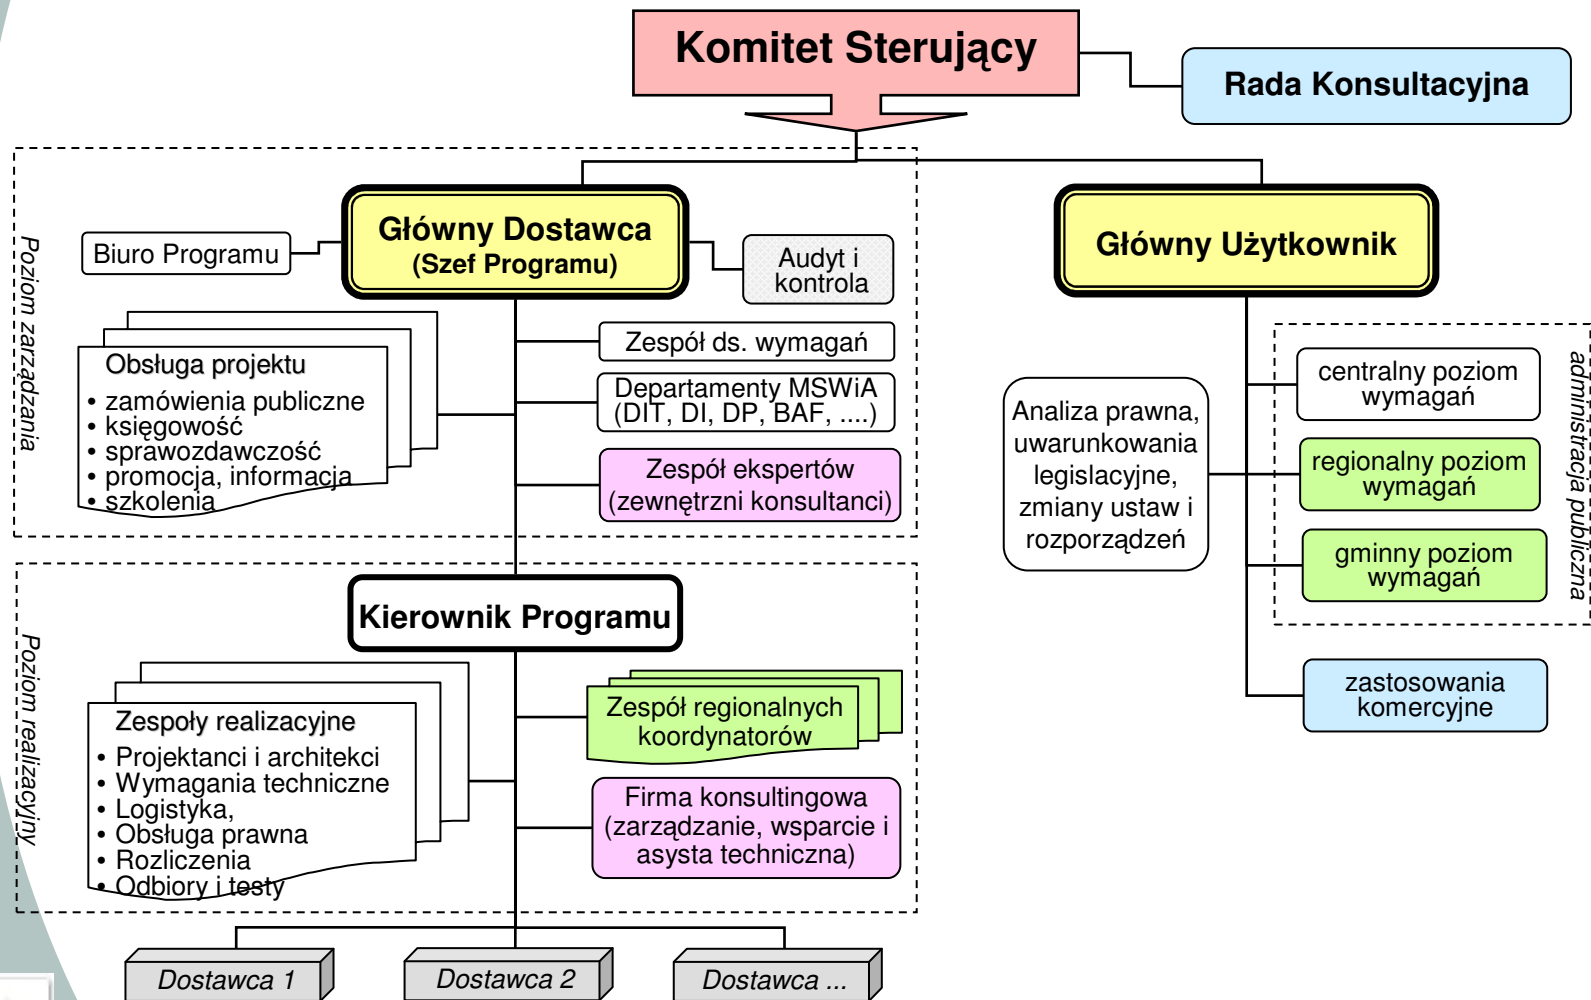 Komitet Sterujący
Rada Konsultacyjna
Poziom zarządzania
Biuro Programu
Główny Dostawca
(Szef Programu)
Audyt i
kontrola
Obsługa projektu
• zamówienia publiczne
• księgowość
• sprawozdawczość
• promocja, informacja
• szkolenia
Zespół ds. wymagań
Departamenty MSWiA
(DIT, DI, DP, BAF, ....)
Zespół ekspertów
(zewnętrzni konsultanci)
Główny Użytkownik
Analiza prawna,
uwarunkowania
legislacyjne,
zmiany ustaw i
rozporządzeń
centralny poziom
wymagań
regionalny poziom
wymagań
gminny poziom
wymagań
administracja publiczna
zastosowania
komercyjne
Poziom realizacyjny
Kierownik Programu
Zespoły realizacyjne
• Projektanci i architekci
• Wymagania techniczne
• Logistyka,
• Obsługa prawna
• Rozliczenia
• Odbiory i testy
Zespół regionalnych
koordynatorów
Firma konsultingowa
(zarządzanie, wsparcie i
asysta techniczna)
Dostawca 1
Dostawca 2
Dostawca ...